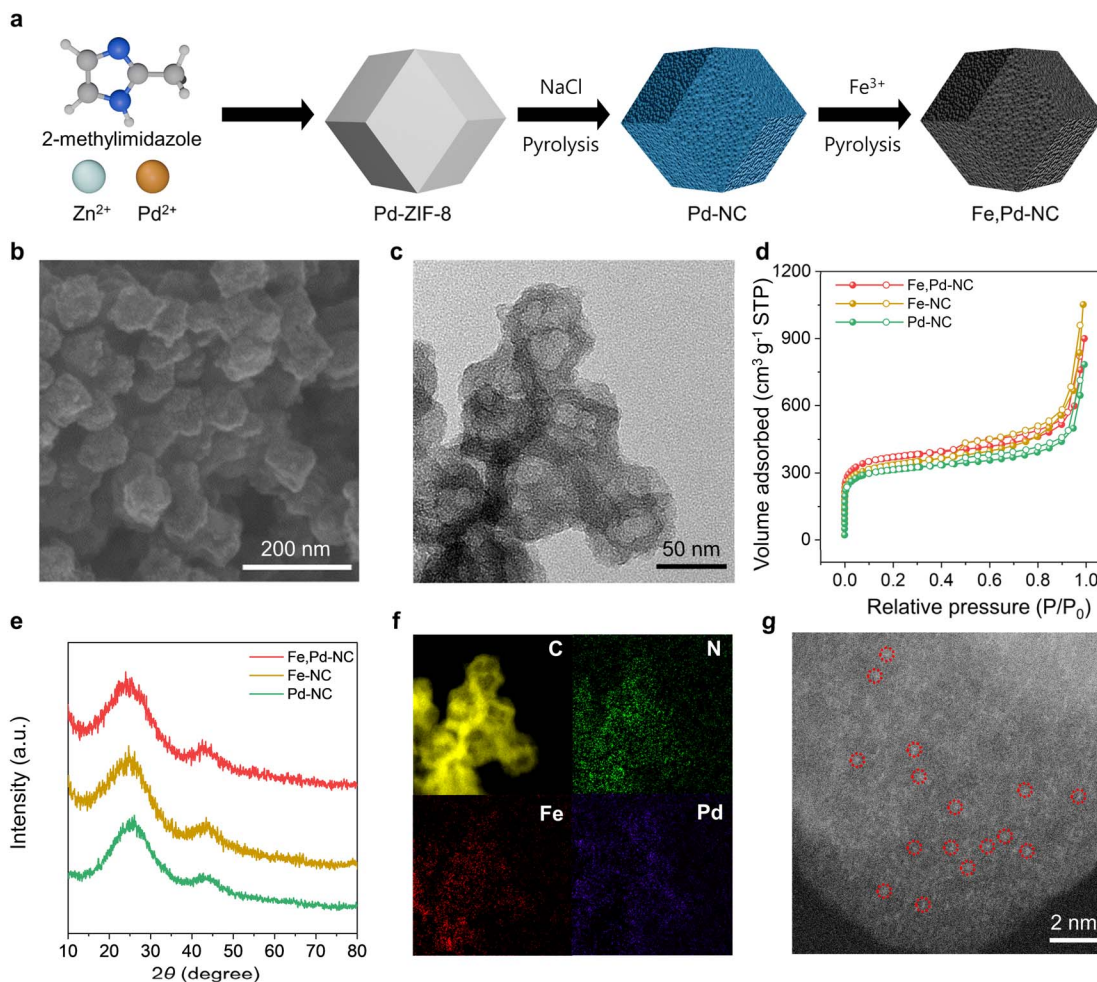 a
2-methylimidazole
Zn²⁺ Pd²⁺
Pd-ZIF-8
NaCl
Pyrolysis
Pd-NC
Fe³⁺
Pyrolysis
Fe,Pd-NC
b
200 nm
c
50 nm
d
Volume adsorbed (cm³ g⁻¹ STP)
1200
900
600
300
0
Fe,Pd-NC
Fe-NC
Pd-NC
0.0 0.2 0.4 0.6 0.8 1.0
Relative pressure (P/P₀)
e
Intensity (a.u.)
Fe,Pd-NC
Fe-NC
Pd-NC
10 20 30 40 50 60 70 80
2θ (degree)
f
C
N
Fe
Pd
g
2 nm